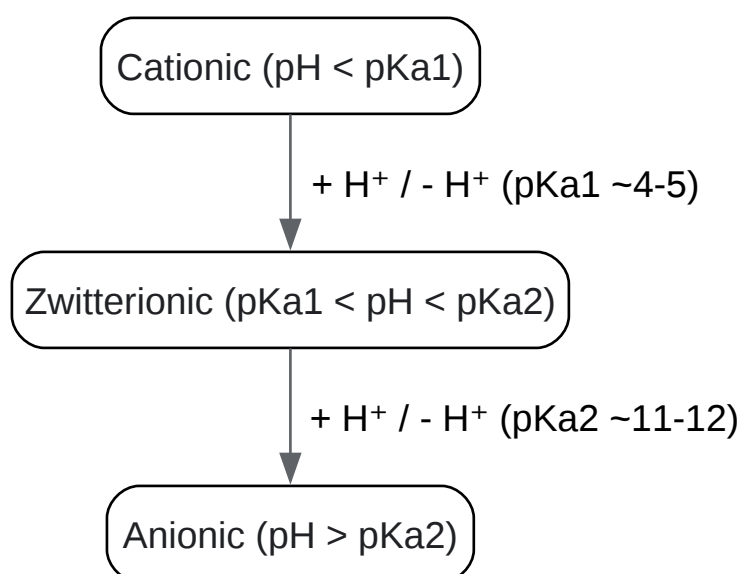 Cationic (pH < pKa1)
+ H⁺ / - H⁺ (pKa1 ~4-5)
Zwitterionic (pKa1 < pH < pKa2)
+ H⁺ / - H⁺ (pKa2 ~11-12)
Anionic (pH > pKa2)